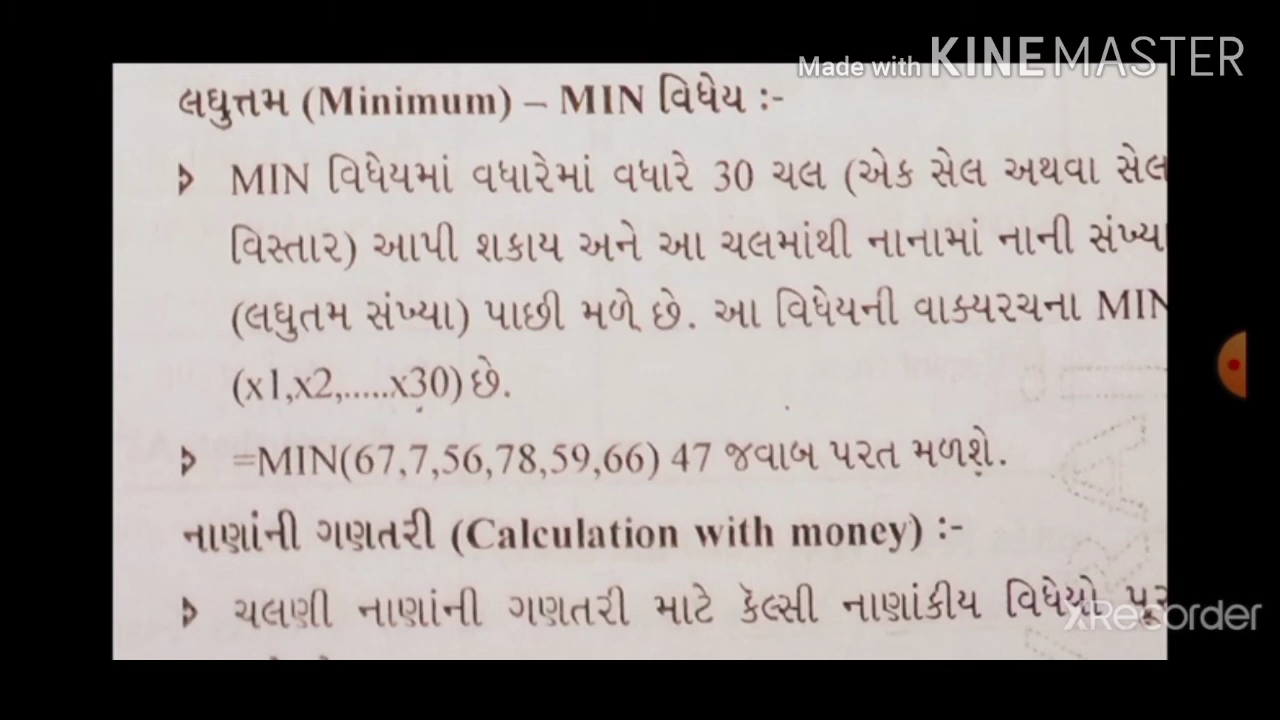 Made with KINEMASTER
લઘુત્તમ (Minimum) – MIN વિધેય :-
MIN વિધેયમાં વધારેમાં વધારે 30 ચલ (એક સેલ અથવા સેલ
વિસ્તાર) આપી શકાય અને આ ચલમાંથી નાનામાં નાની સંખ્યા
(લઘુતમ સંખ્યા) પાછી મળે છે. આ વિધેયની વાક્યરચના MIN
(x1,x2,.....x30) છે.
=MIN(67,7,56,78,59,66) 47 જવાબ પરત મળશે.
નાણાંની ગણતરી (Calculation with money) :-
ચલણી નાણાંની ગણતરી માટે કૅલ્સી નાણાંકીય વિધેયો
XRecorder